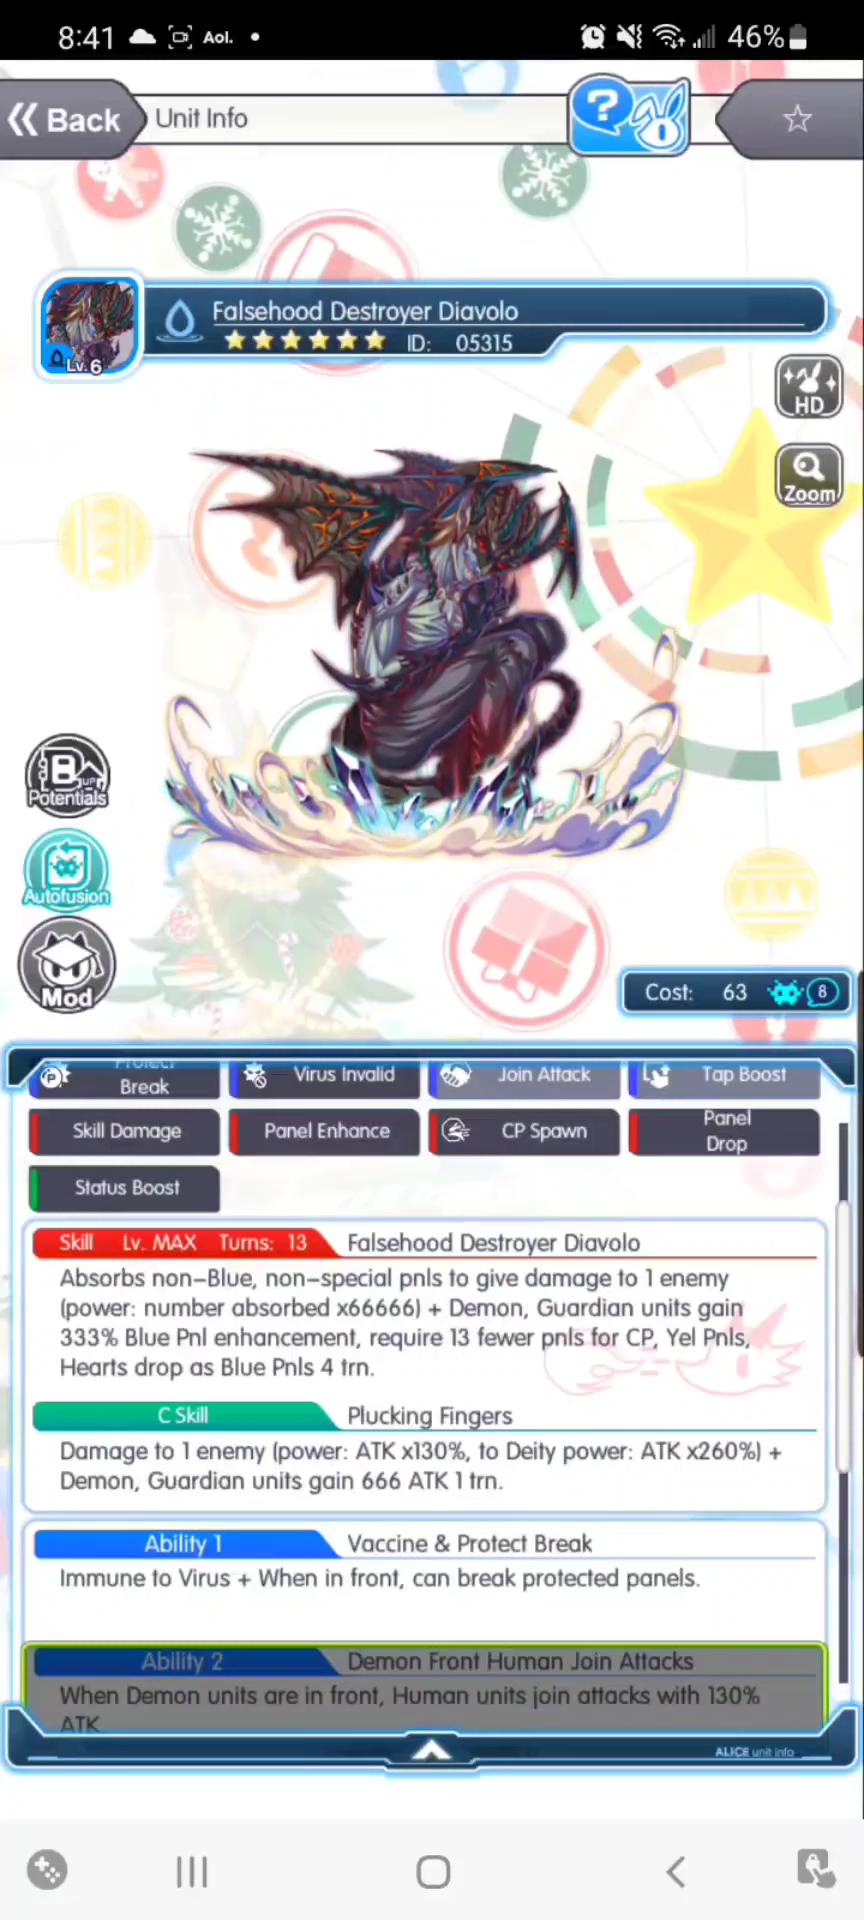 8:41 Aol. 46%
Back Unit Info
Falsehood Destroyer Diavolo
ID: 05315
Lv.6
HD
Zoom
B UP
Potentials
Autofusion
Mod
Cost: 63 8
Protect Break Virus Invalid Join Attack Tap Boost
Skill Damage Panel Enhance CP Spawn Panel Drop
Status Boost
Skill Lv. MAX Turns: 13 Falsehood Destroyer Diavolo
Absorbs non-Blue, non-special pnls to give damage to 1 enemy
(power: number absorbed x66666) + Demon, Guardian units gain
333% Blue Pnl enhancement, require 13 fewer pnls for CP, Yel Pnls,
Hearts drop as Blue Pnls 4 trn.
C Skill Plucking Fingers
Damage to 1 enemy (power: ATK x130%, to Deity power: ATK x260%) +
Demon, Guardian units gain 666 ATK 1 trn.
Ability 1 Vaccine & Protect Break
Immune to Virus + When in front, can break protected panels.
Ability 2 Demon Front Human Join Attacks
When Demon units are in front, Human units join attacks with 130%
ATK
ALICE unit info